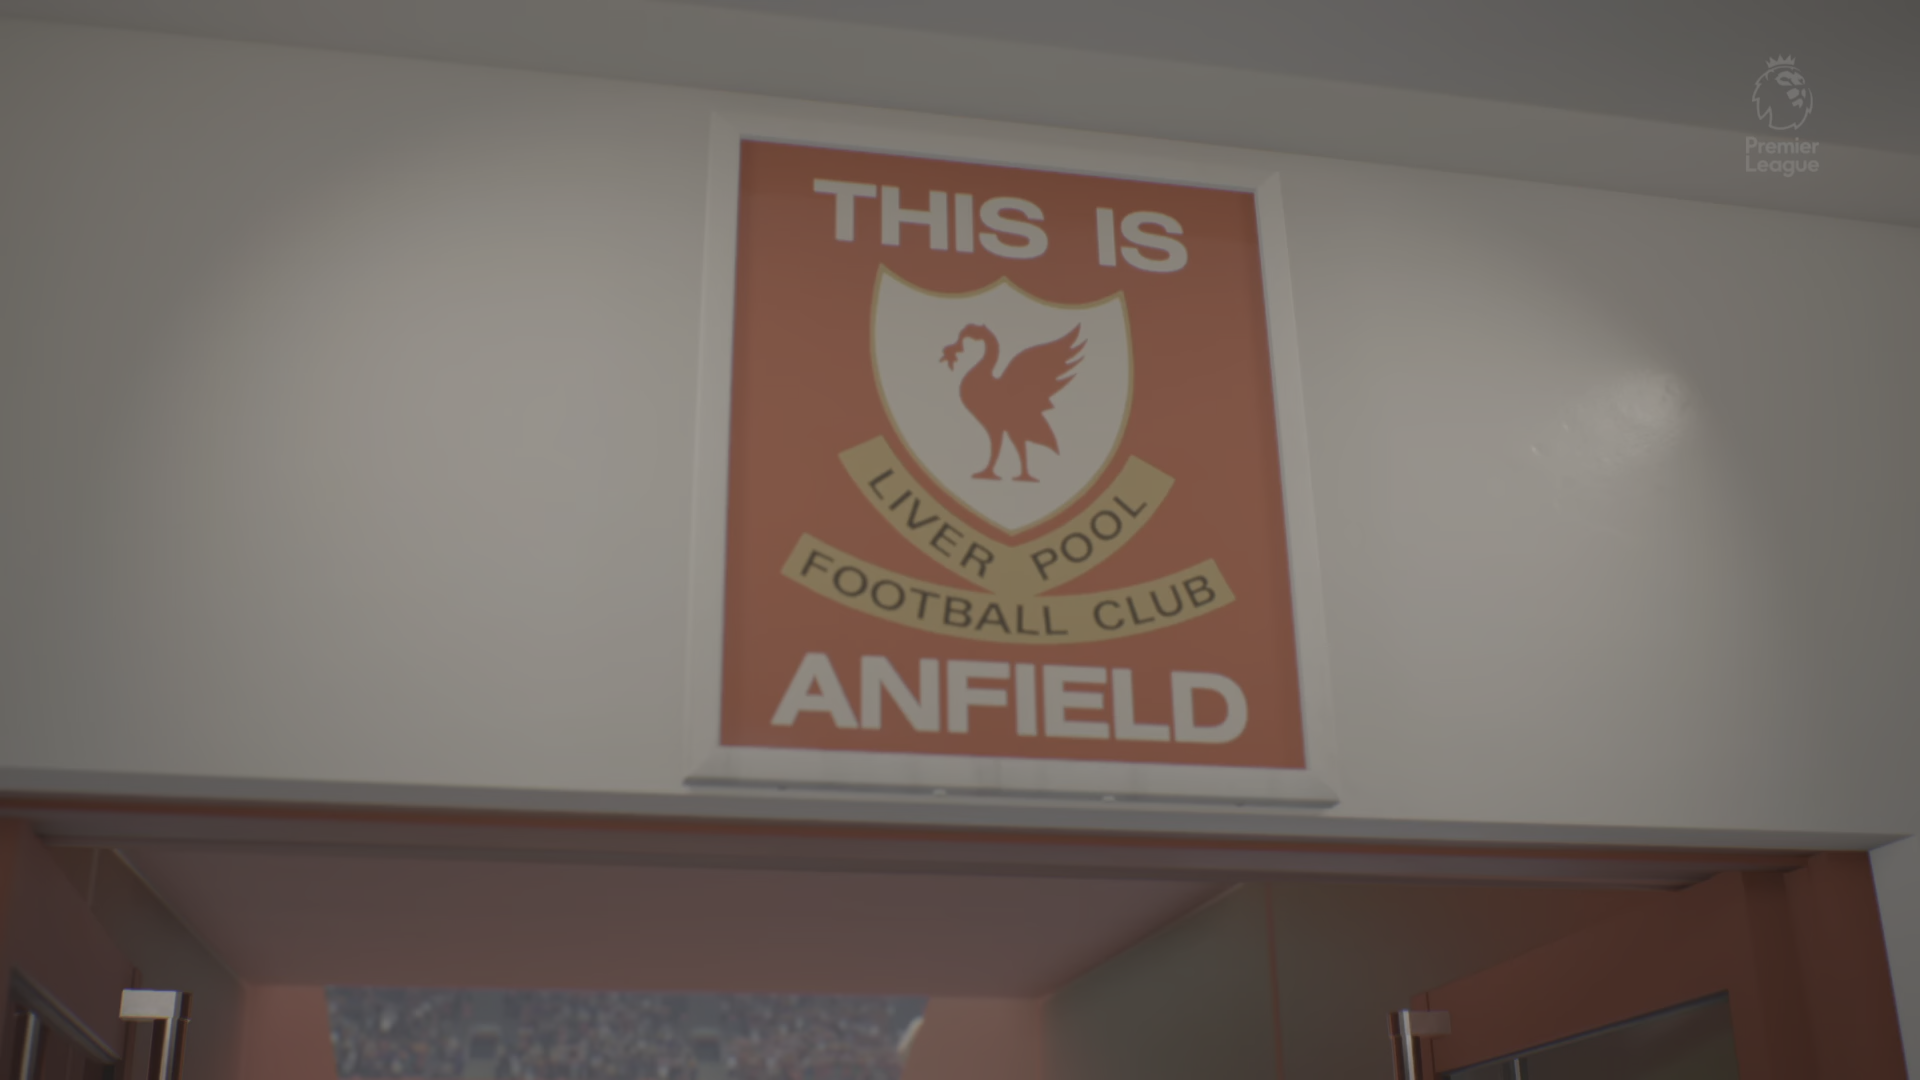 THIS IS
LIVER POOL
FOOTBALL CLUB
ANFIELD
Premier
League